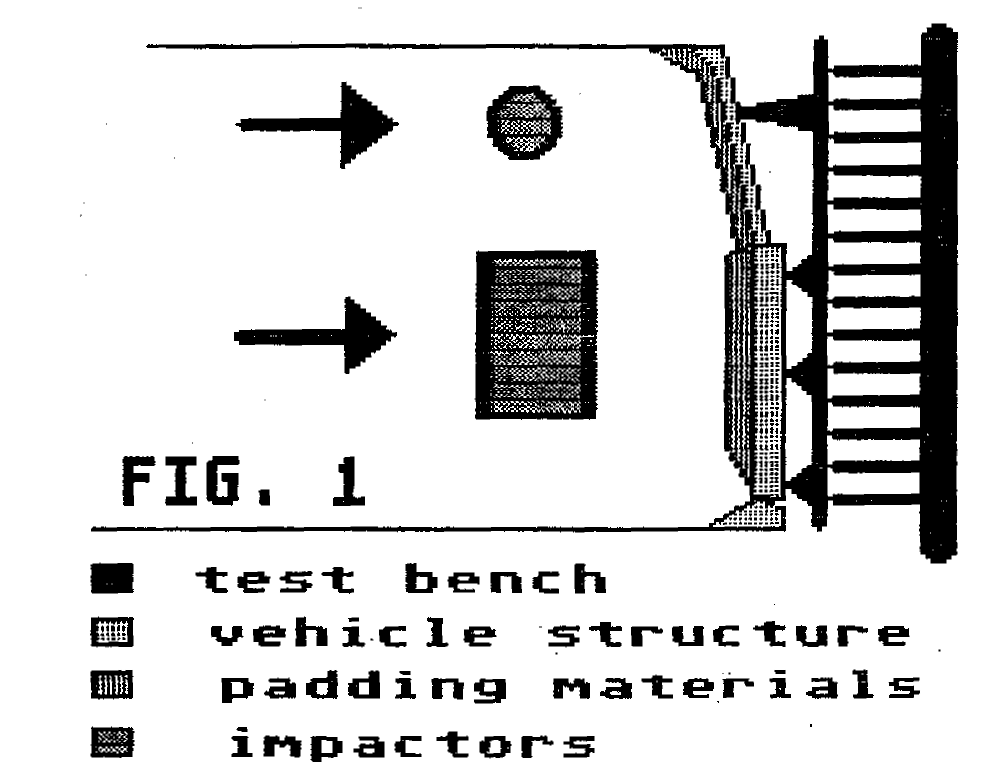 FIG. 1
test bench
vehicle structure
padding materials
impactors